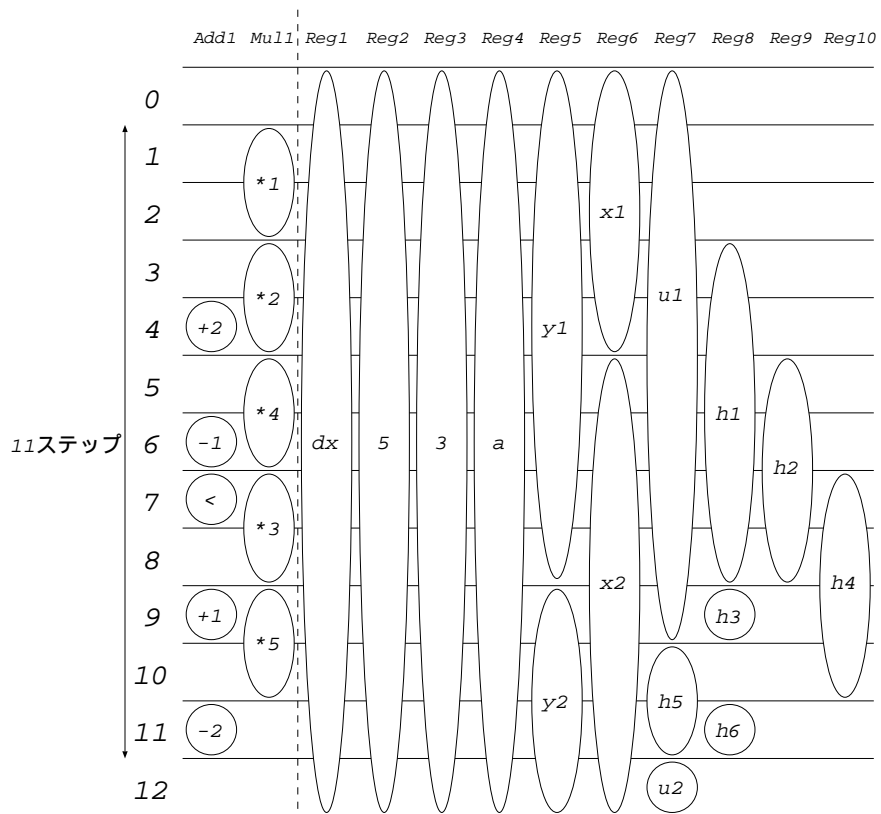 Add1 Mul1 Reg1 Reg2 Reg3 Reg4 Reg5 Reg6 Reg7 Reg8 Reg9 Reg10
0
1
*1
2
x1
3
*2
u1
4
+2
y1
5
*4
h1
11ステップ
6
-1
dx
5
3
a
h2
7
<
*3
8
x2
h4
9
+1
h3
*5
10
y2
h5
11
-2
h6
12
u2